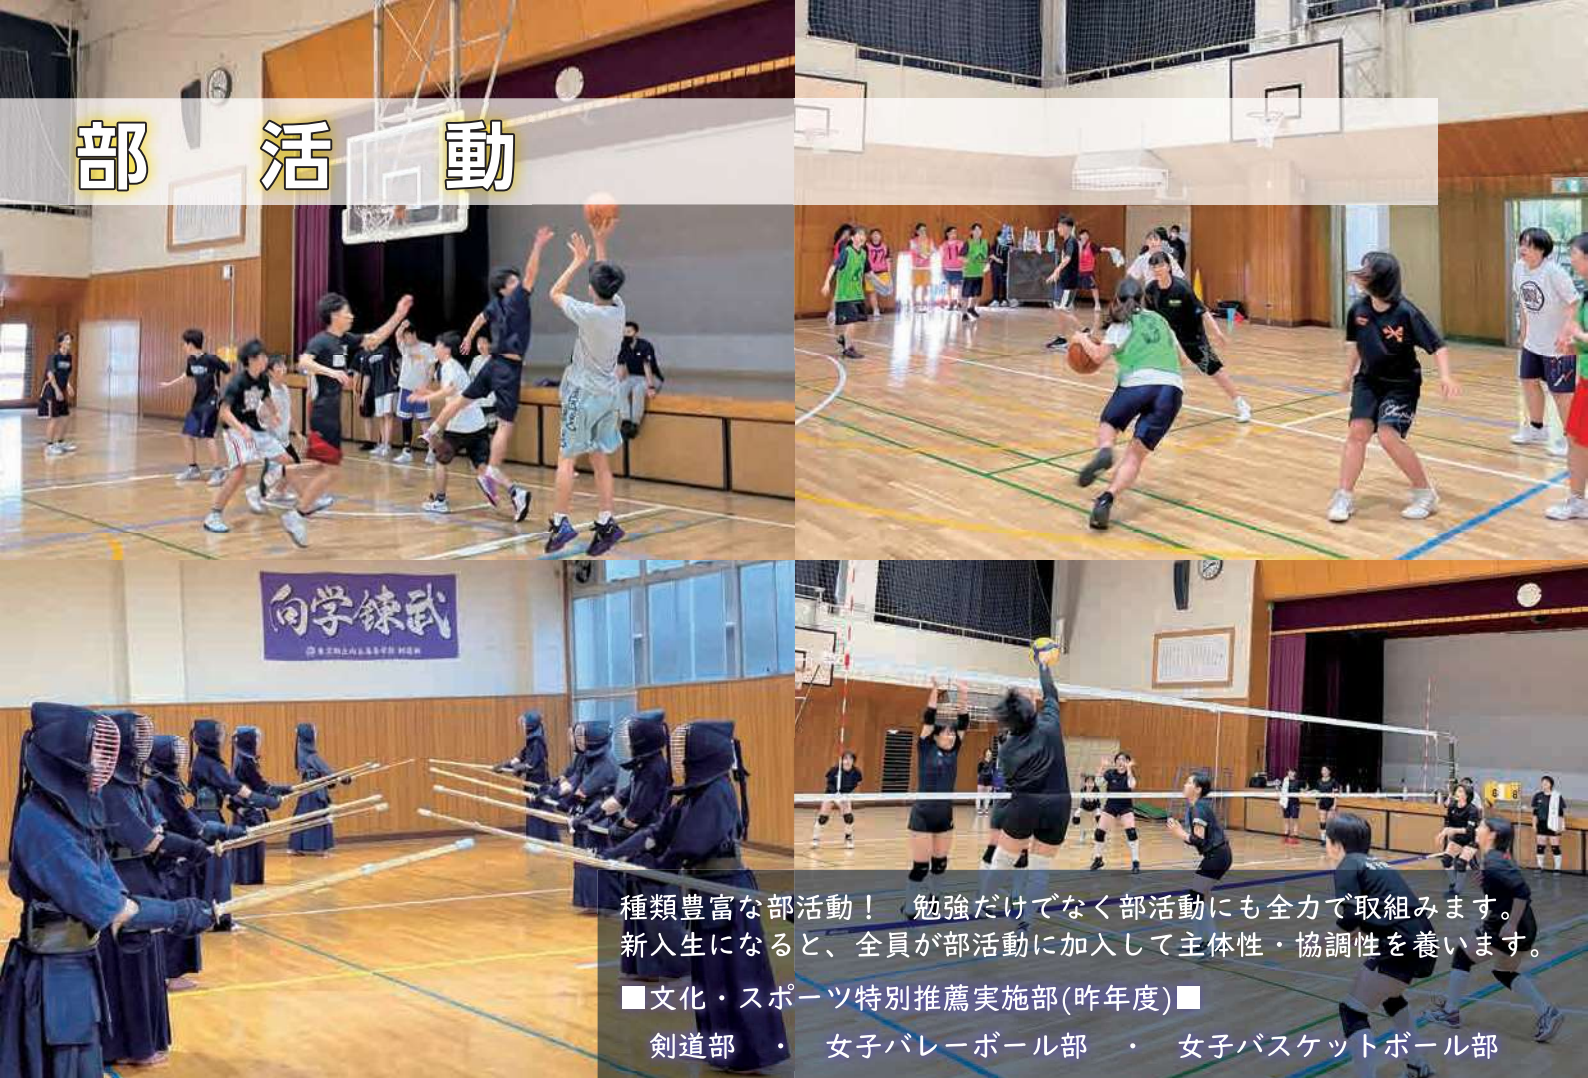 部活動
向学錬武
種類豊富な部活動！　勉強だけでなく部活動にも全力で取組みます。
新入生になると、全員が部活動に加入して主体性・協調性を養います。
■文化・スポーツ特別推薦実施部(昨年度)■
剣道部　・　女子バレーボール部　・　女子バスケットボール部